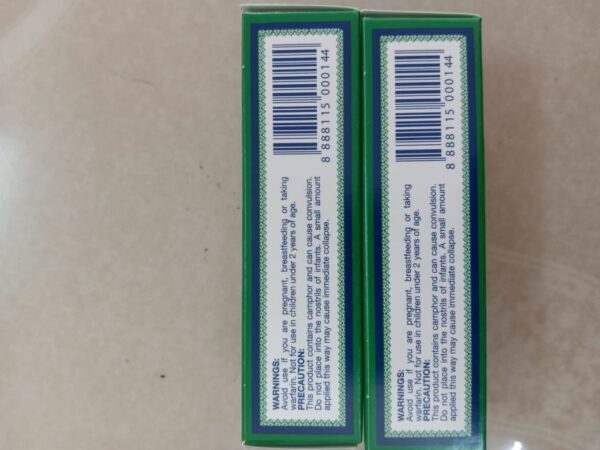 WARNINGS:
Avoid use if you are pregnant, breastfeeding or taking
warfarin. Not for use in children under 2 years of age.
PRECAUTION:
This product contains camphor and can cause convulsion.
Do not place into the nostrils of infants. A small amount
applied this way may cause immediate collapse.
8 888115 000144
WARNINGS:
Avoid use if you are pregnant, breastfeeding or taking
warfarin. Not for use in children under 2 years of age.
PRECAUTION:
This product contains camphor and can cause convulsion.
Do not place into the nostrils of infants. A small amount
applied this way may cause immediate collapse.
8 888115 000144